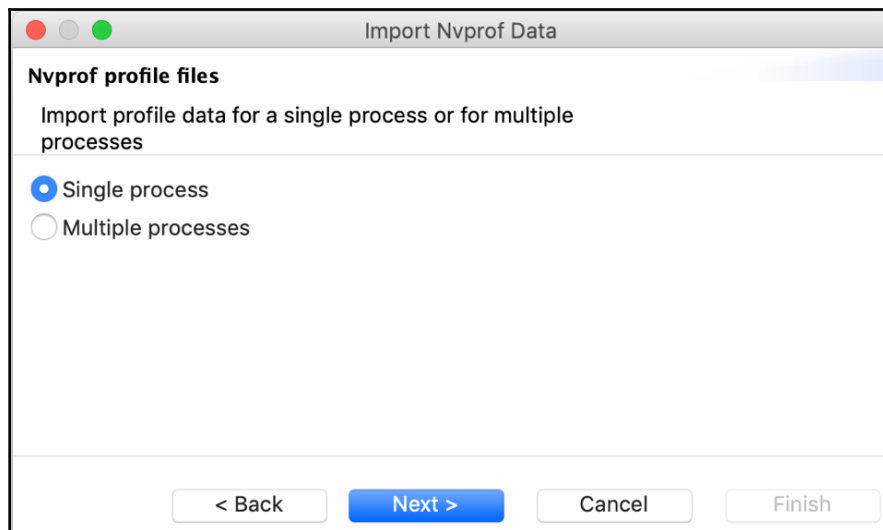 Import Nvprof Data
Nvprof profile files
Import profile data for a single process or for multiple
processes
Single process
Multiple processes
< Back
Next >
Cancel
Finish